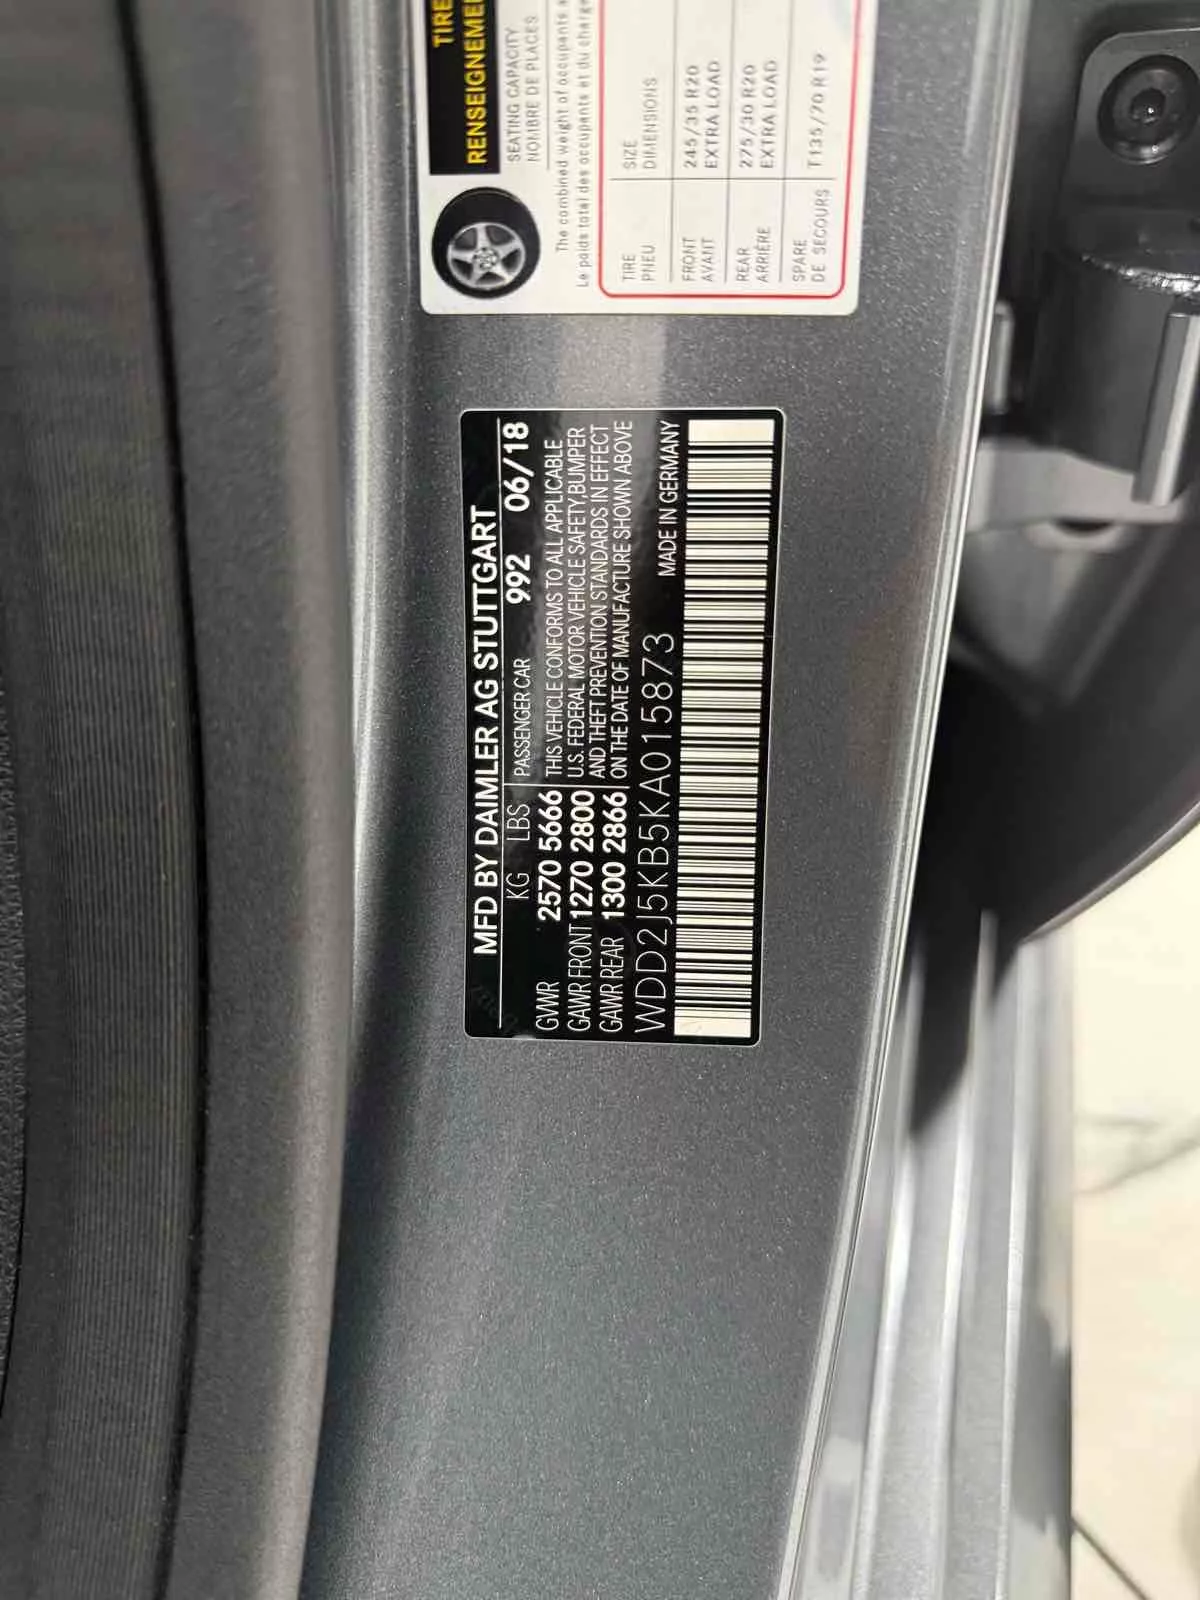 MFD BY DAIMLER AG STUTTGART
KG LBS PASSENGER CAR 992 06/18
GVWR 2570 5666 THIS VEHICLE CONFORMS TO ALL APPLICABLE
GAWR FRONT 1270 2800 U.S. FEDERAL MOTOR VEHICLE SAFETY,BUMPER
GAWR REAR 1300 2866 AND THEFT PREVENTION STANDARDS IN EFFECT
ON THE DATE OF MANUFACTURE SHOWN ABOVE
WDD2J5KB5KA015873 MADE IN GERMANY
TIRE
RENSEIGNEME
SEATING CAPACITY
NOMBRE DE PLACES
The combined weight of occupants
Le poids total des occupants et du charge
TIRE SIZE
PNEU DIMENSIONS
FRONT 245/35 R20
AVANT EXTRA LOAD
REAR 275/30 R20
ARRIÈRE EXTRA LOAD
SPARE T135/70 R19
DE SECOURS